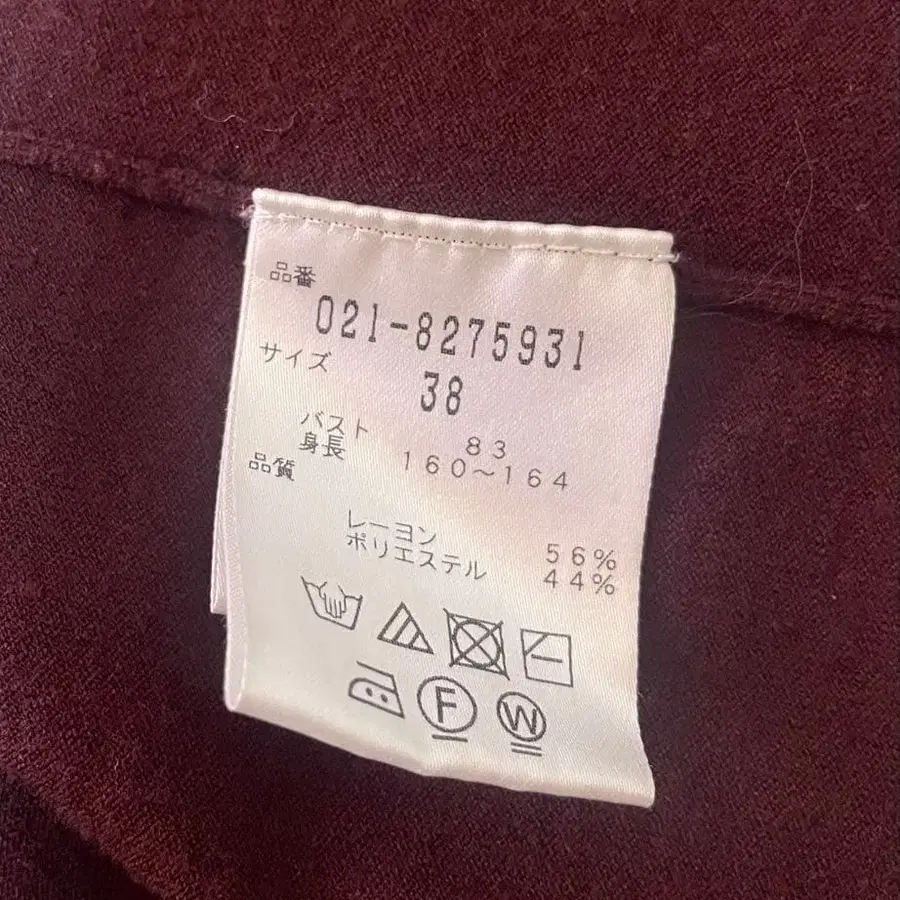 品番
021-8275931
サイズ
38
バスト 83
身長 160～164
品質
レーヨン 56%
ポリエステル 44%
F
W